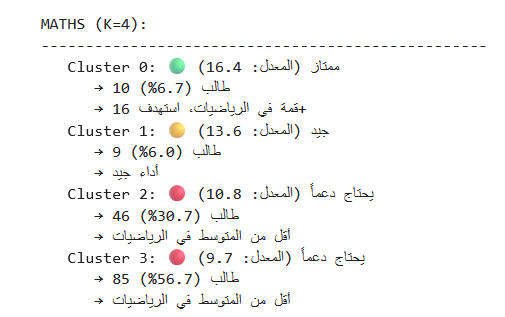 MATHS (K=4):
--------------------------------------------------
Cluster 0: 🟢 ممتاز (المعدل: 16.4)
→ 10 طالب (6.7%)
→ قمة في الرياضيات، استهدف 16+
Cluster 1: 🟡 جيد (المعدل: 13.6)
→ 9 طالب (6.0%)
→ أداء جيد
Cluster 2: 🔴 يحتاج دعماً (المعدل: 10.8)
→ 46 طالب (30.7%)
→ أقل من المتوسط في الرياضيات
Cluster 3: 🔴 يحتاج دعماً (المعدل: 9.7)
→ 85 طالب (56.7%)
→ أقل من المتوسط في الرياضيات